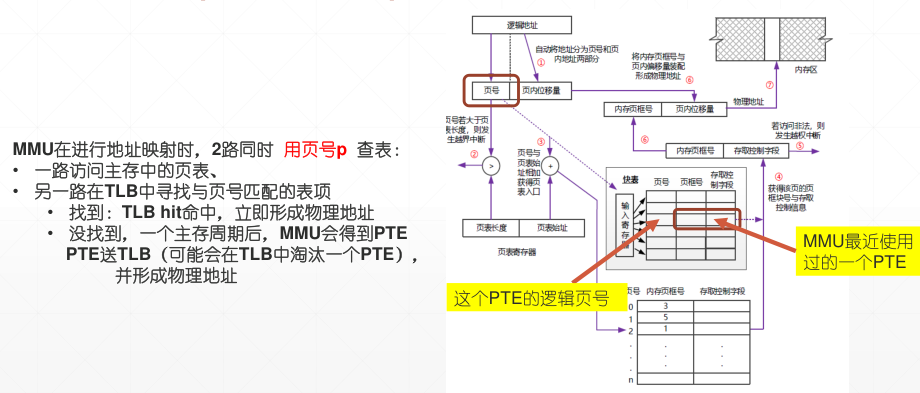 MMU在进行地址映射时，2路同时 用页号p 查表：
• 一路访问主存中的页表、
• 另一路在TLB中寻找与页号匹配的表项
• 找到：TLB hit命中，立即形成物理地址
• 没找到，一个主存周期后，MMU会得到PTE
PTE送TLB（可能会在TLB中淘汰一个PTE），
并形成物理地址
逻辑地址
自动将地址分为页号和页
内地址两部分
①
页号
页内位移量
将内存页框号与
页内偏移量装配
形成物理地址
⑥
⑦
内存区
内存页框号
页内位移量
物理地址
页号若大于页
表长度，则发
生越界中断
②
>
③
页号与
页表始
址相加
获得页
表入口
+
⑥
内存页框号
存取控制字段
若访问非法，则
发生越权中断
⑤
页表长度
页表始址
页表寄存器
快表
页号
页框号
存取控
制字段
输
入
寄
存
器
④
获得该页的页
框块号与存取
控制信息
MMU最近使用
过的一个PTE
这个PTE的逻辑页号
页号
内存页框号
存取控制字段
0 3
1 5
2 1
. . .
. . .
. . .
n